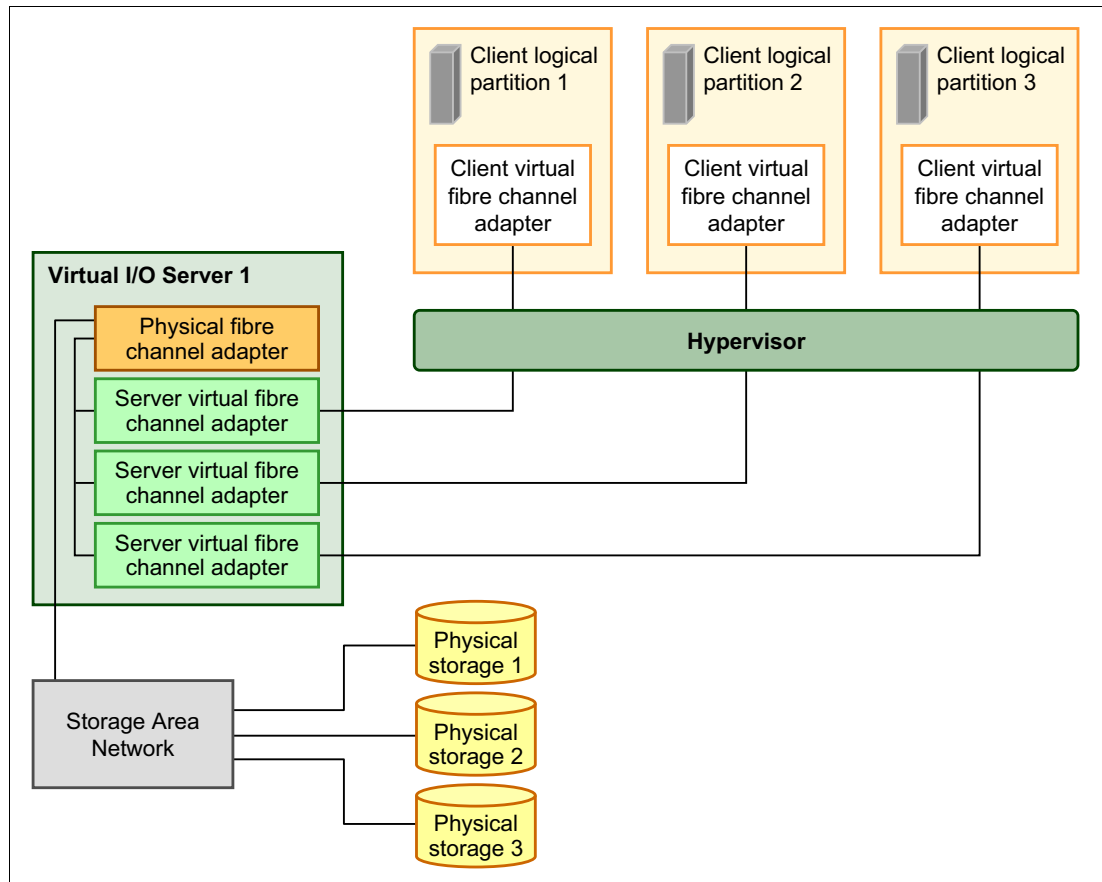 Client logical
partition 1
Client logical
partition 2
Client logical
partition 3
Client virtual
fibre channel
adapter
Client virtual
fibre channel
adapter
Client virtual
fibre channel
adapter
Virtual I/O Server 1
Physical fibre
channel adapter
Hypervisor
Server virtual fibre
channel adapter
Server virtual fibre
channel adapter
Server virtual fibre
channel adapter
Storage Area
Network
Physical
storage 1
Physical
storage 2
Physical
storage 3